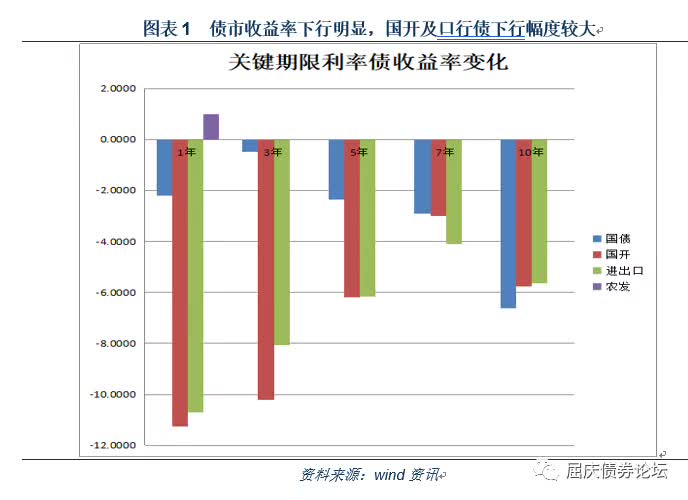 图表 1 债市收益率下行明显，国开及口行债下行幅度较大
关键期限利率债收益率变化
2.0000
0.0000
-2.0000
-4.0000
-6.0000
-8.0000
-10.0000
-12.0000
1年 3年 5年 7年 10年
国债
国开
进出口
农发
资料来源：wind 资讯
屈庆债券论坛